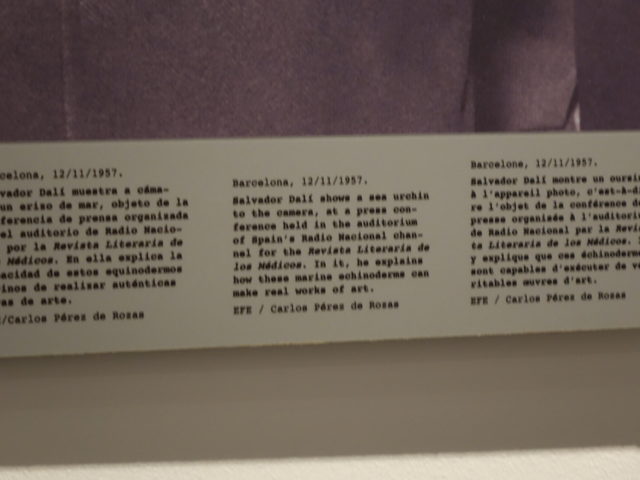 celona, 12/11/1957.
vador Dalí muestra a cáma-
un erizo de mar, objeto de la
ferencia de prensa organizada
el auditorio de Radio Nacio-
por la Revista Literaria de
Médicos. En ella explica la
acidad de estos equinodermos
inos de realizar auténticas
as de arte.
/Carlos Pérez de Rozas
Barcelona, 12/11/1957.
Salvador Dalí shows a sea urchin
to the camera, at a press con-
ference held in the auditorium
of Spain's Radio Nacional chan-
nel for the Revista Literaria de
los Médicos. In it, he explains
how these marine echinoderms can
make real works of art.
EFE / Carlos Pérez de Rozas
Barcelone, 12/11/1957.
Salvador Dalí montre un oursin
à l'appareil photo, c'est-à-di
re l'objet de la conférence de
presse organisée à l'auditori
de Radio Nacional par la Revi
ta Literaria de los Médicos.
y explique que ces échinoderme
sont capables d'exécuter de vé
ritables œuvres d'art.
EFE / Carlos Pérez de Rozas